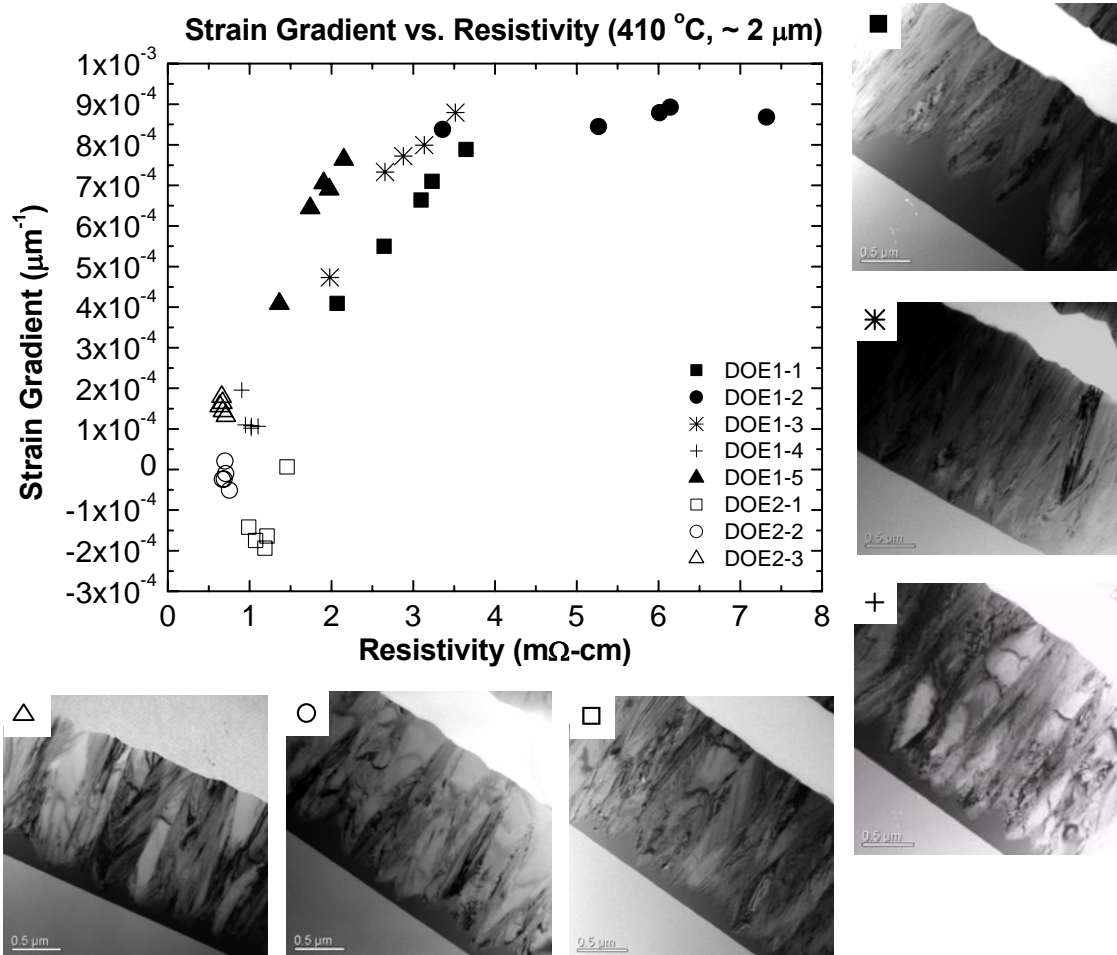 Strain Gradient vs. Resistivity (410 °C, ~ 2 μm)
Strain Gradient (μm⁻¹)
1x10⁻³
9x10⁻⁴
8x10⁻⁴
7x10⁻⁴
6x10⁻⁴
5x10⁻⁴
4x10⁻⁴
3x10⁻⁴
2x10⁻⁴
1x10⁻⁴
0
-1x10⁻⁴
-2x10⁻⁴
-3x10⁻⁴
0 1 2 3 4 5 6 7 8
Resistivity (mΩ-cm)
DOE1-1
DOE1-2
DOE1-3
DOE1-4
DOE1-5
DOE2-1
DOE2-2
DOE2-3
0.5 μm
0.5 μm
0.5 μm
0.5 μm
0.5 μm
0.5 μm